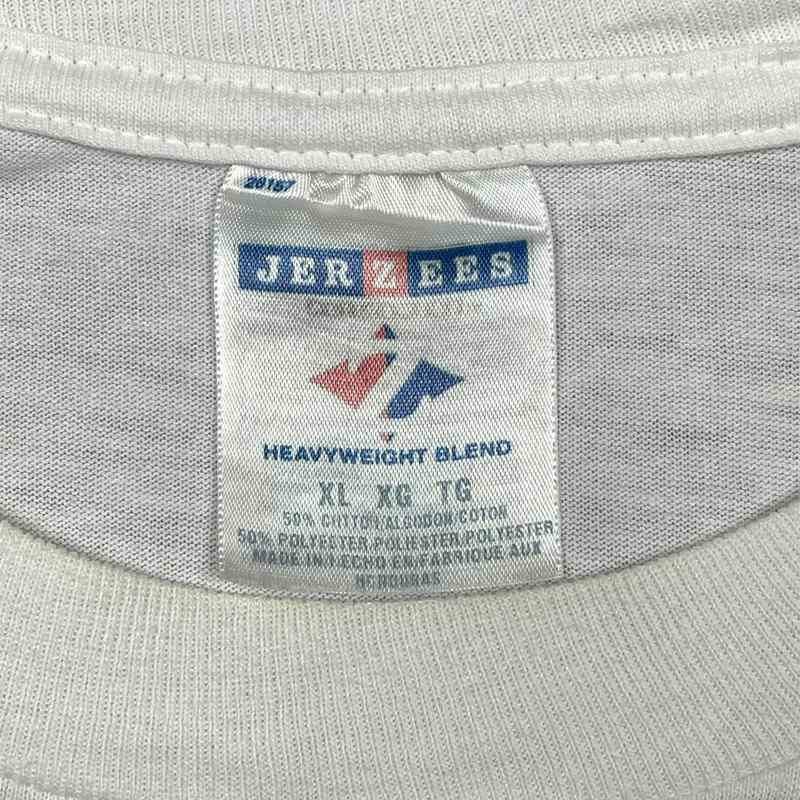 26157
JERZEES
HEAVYWEIGHT BLEND
XL XG TG
50% COTTON/ALGODON/COTON
50% POLYESTER,POLIESTER,POLYESTER
MADE IN/HECHO EN/FABRIQUE AUX
HONDURAS